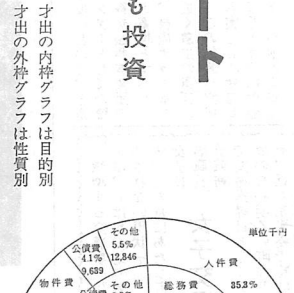 ート
も投資
才出の内枠グラフは目的別
才出の外枠グラフは性質別
単位千円
その他
5.5%
12,846
公債費
4.1%
9,639
人件費
35.3%
物件費
総務費
その他